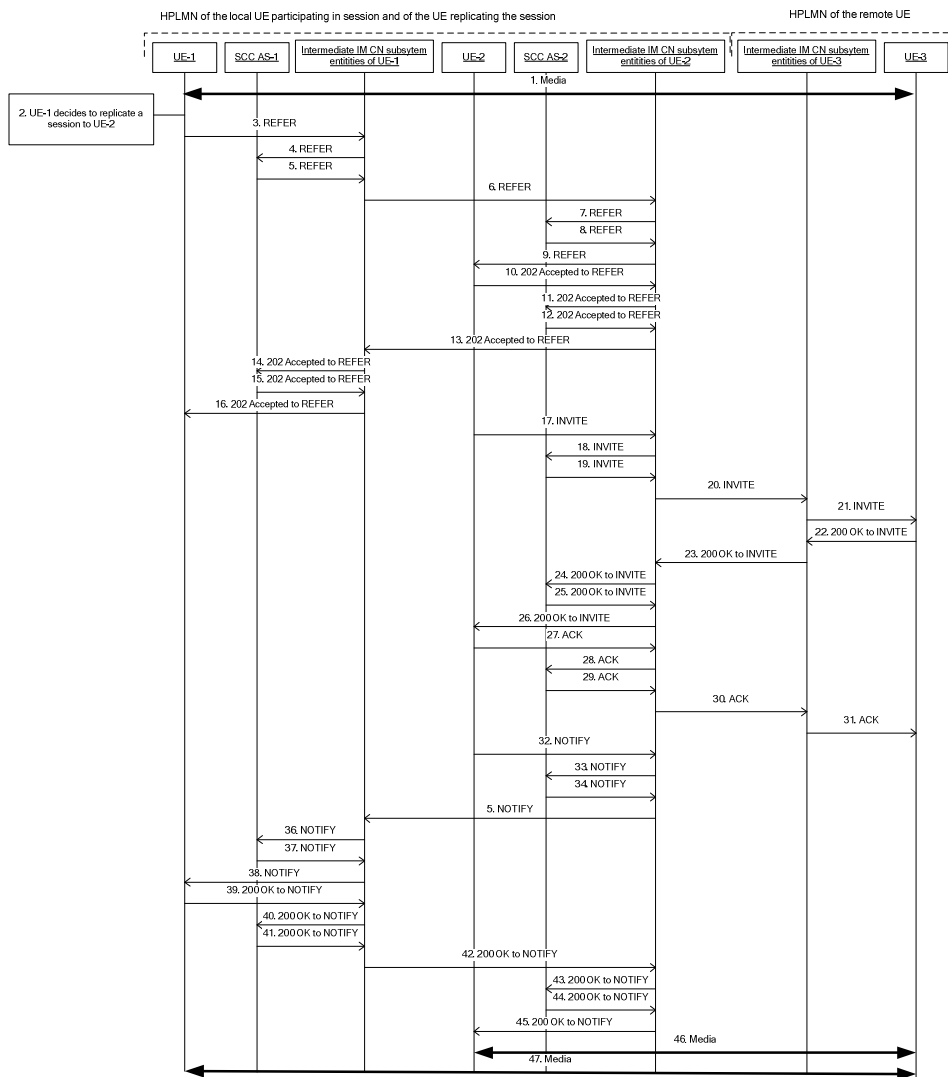 HPLMN of the local UE participating in session and of the UE replicating the session
HPLMN of the remote UE
UE-1
SCC AS-1
Intermediate IM CN subsytem
entitities of UE-1
UE-2
SCC AS-2
Intermediate IM CN subsytem
entities of UE-2
Intermediate IM CN subsystem
entities of UE-3
UE-3
1. Media
2. UE-1 decides to replicate a
session to UE-2
3. REFER
4. REFER
5. REFER
6. REFER
7. REFER
8. REFER
9. REFER
10. 202 Accepted to REFER
11. 202 Accepted to REFER
12. 202 Accepted to REFER
13. 202 Accepted to REFER
14. 202 Accepted to REFER
15. 202 Accepted to REFER
16. 202 Accepted to REFER
17. INVITE
18. INVITE
19. INVITE
20. INVITE
21. INVITE
22. 200 OK to INVITE
23. 200 OK to INVITE
24. 200 OK to INVITE
25. 200 OK to INVITE
26. 200 OK to INVITE
27. ACK
28. ACK
29. ACK
30. ACK
31. ACK
32. NOTIFY
33. NOTIFY
34. NOTIFY
5. NOTIFY
36. NOTIFY
37. NOTIFY
38. NOTIFY
39. 200 OK to NOTIFY
40. 200 OK to NOTIFY
41. 200 OK to NOTIFY
42. 200 OK to NOTIFY
43. 200 OK to NOTIFY
44. 200 OK to NOTIFY
45. 200 OK to NOTIFY
46. Media
47. Media